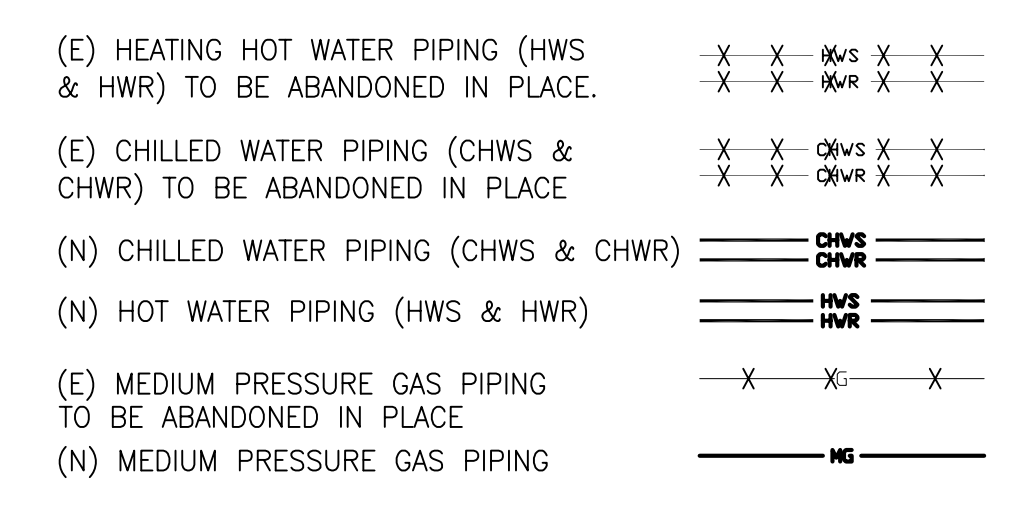 (E) HEATING HOT WATER PIPING (HWS HWS
& HWR) TO BE ABANDONED IN PLACE. HWR
(E) CHILLED WATER PIPING (CHWS & CHWS
CHWR) TO BE ABANDONED IN PLACE CHWR
(N) CHILLED WATER PIPING (CHWS & CHWR) CHWS
CHWR
(N) HOT WATER PIPING (HWS & HWR) HWS
HWR
(E) MEDIUM PRESSURE GAS PIPING G
TO BE ABANDONED IN PLACE
(N) MEDIUM PRESSURE GAS PIPING MG